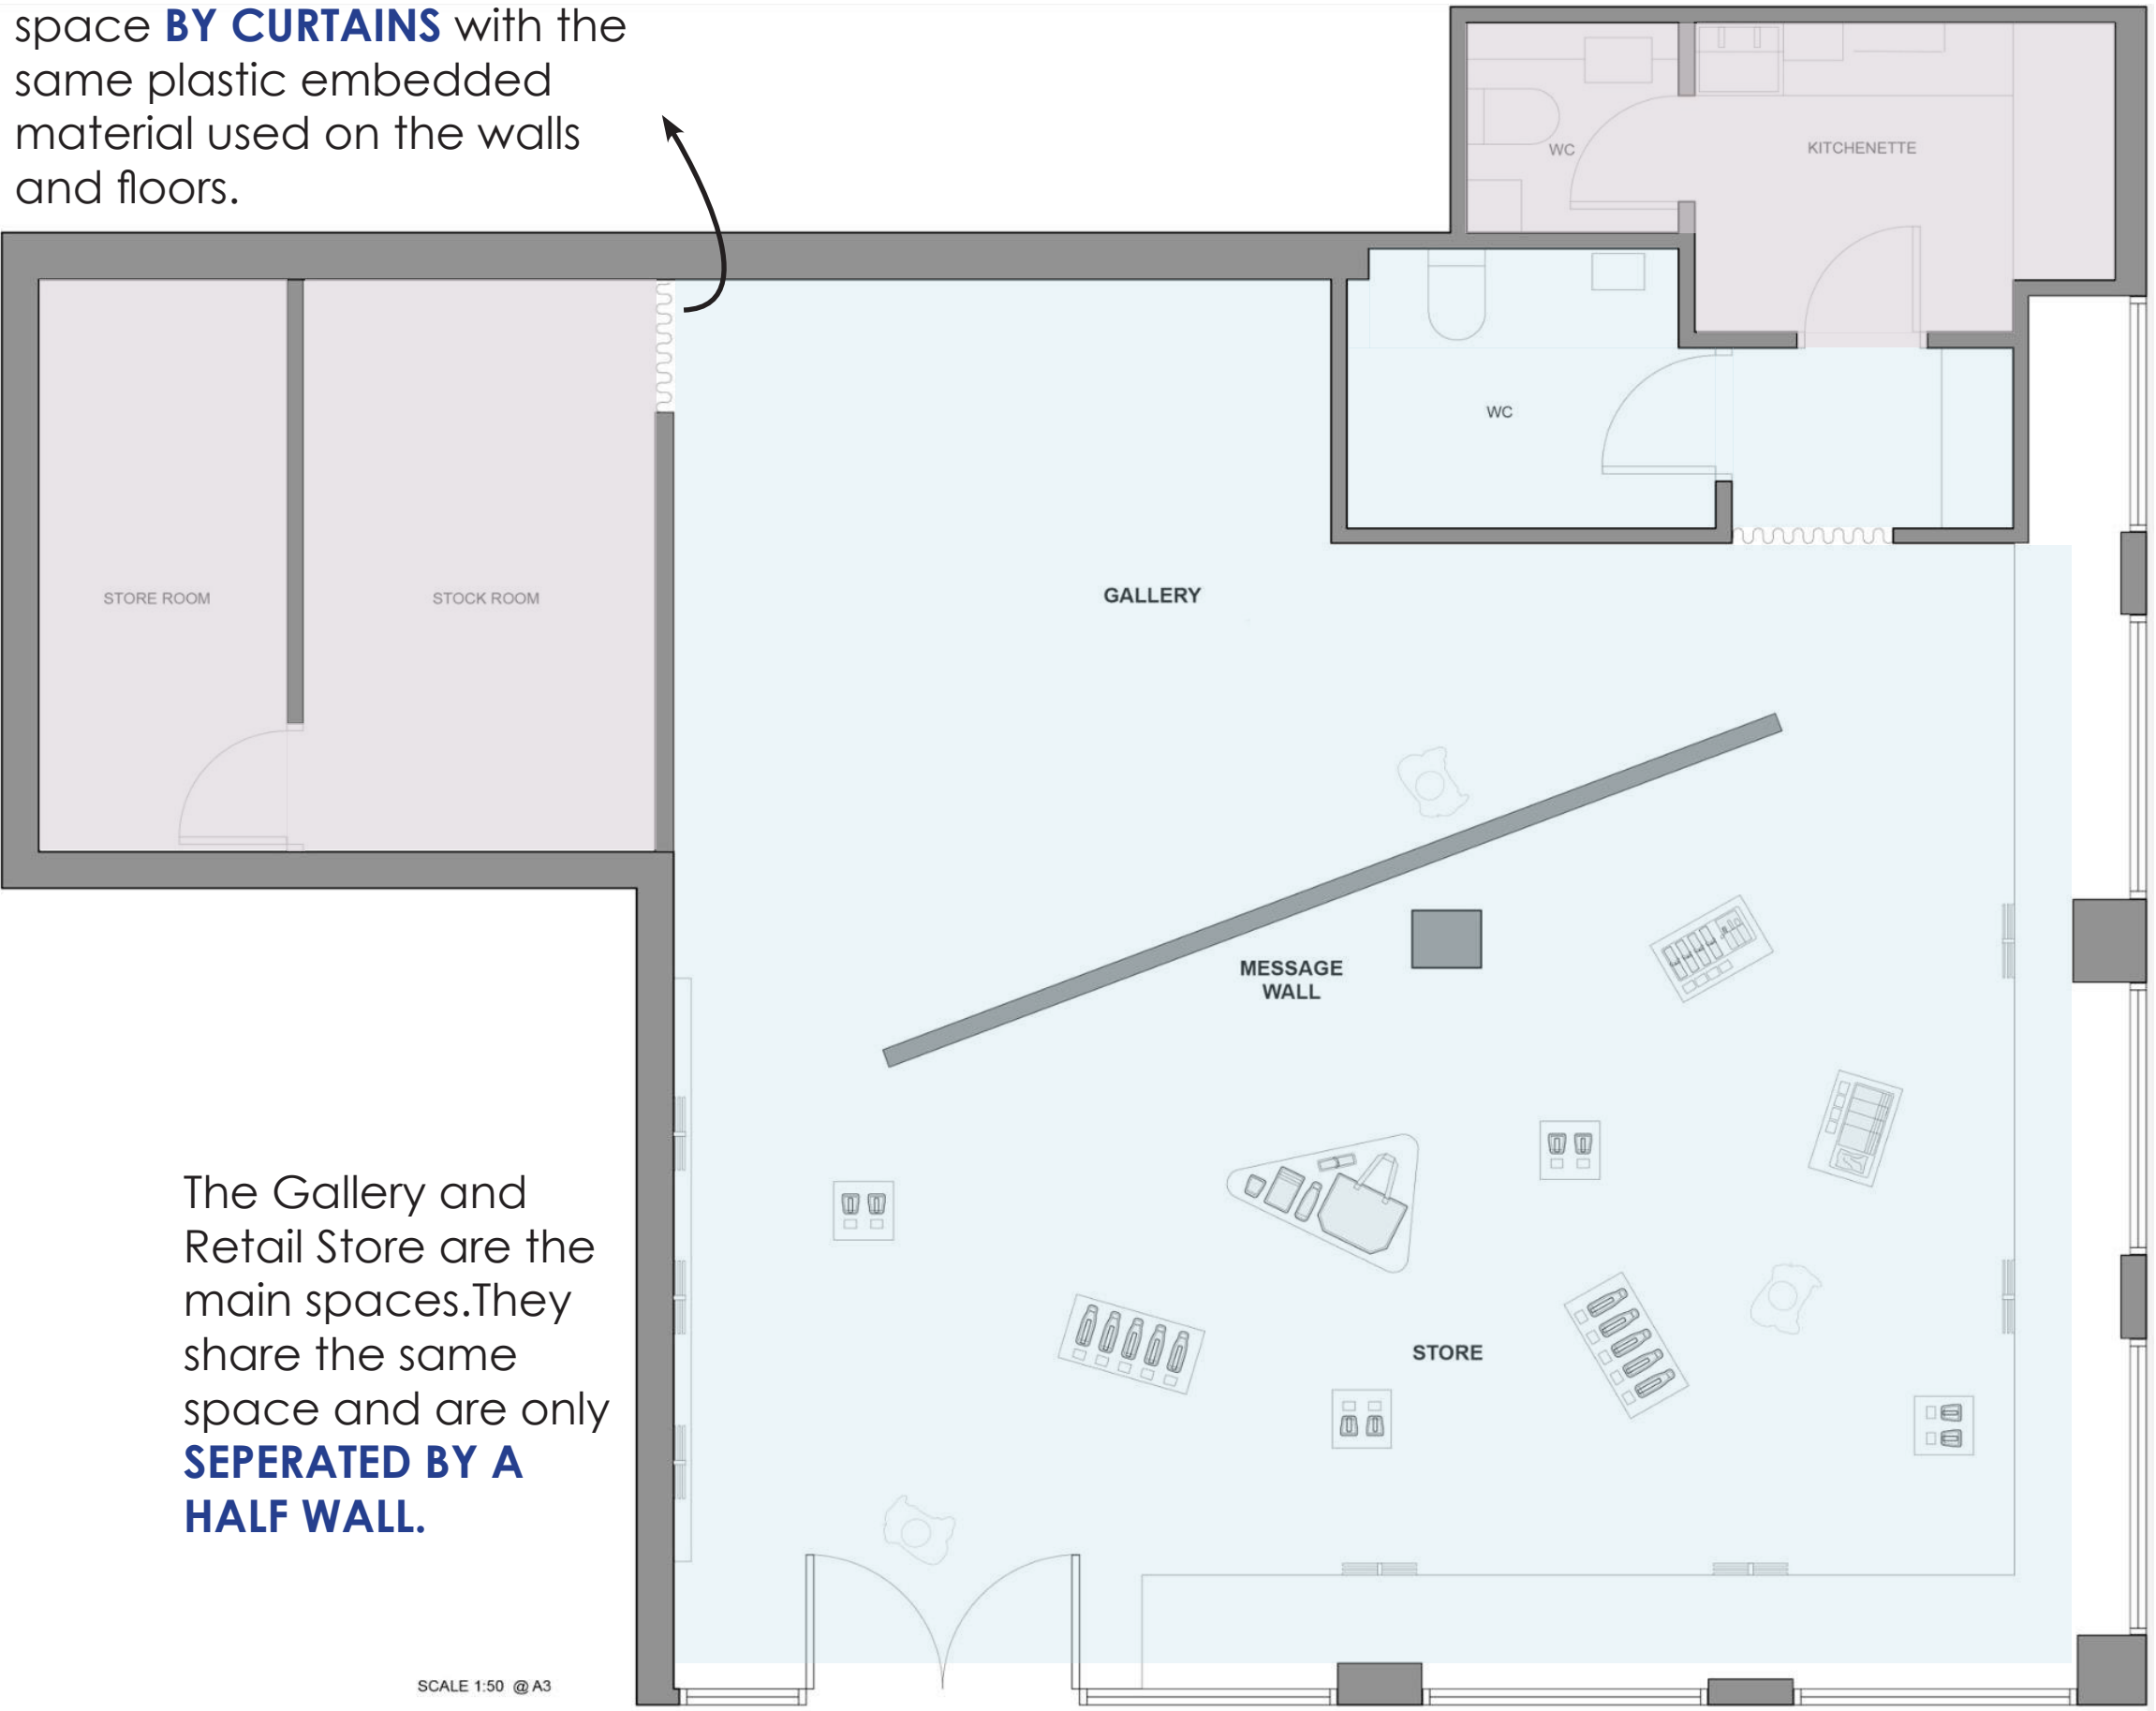 space BY CURTAINS with the
same plastic embedded
material used on the walls
and floors.
WC
KITCHENETTE
WC
STORE ROOM
STOCK ROOM
GALLERY
MESSAGE
WALL
The Gallery and
Retail Store are the
main spaces.They
share the same
space and are only
SEPERATED BY A
HALF WALL.
STORE
SCALE 1:50 @ A3